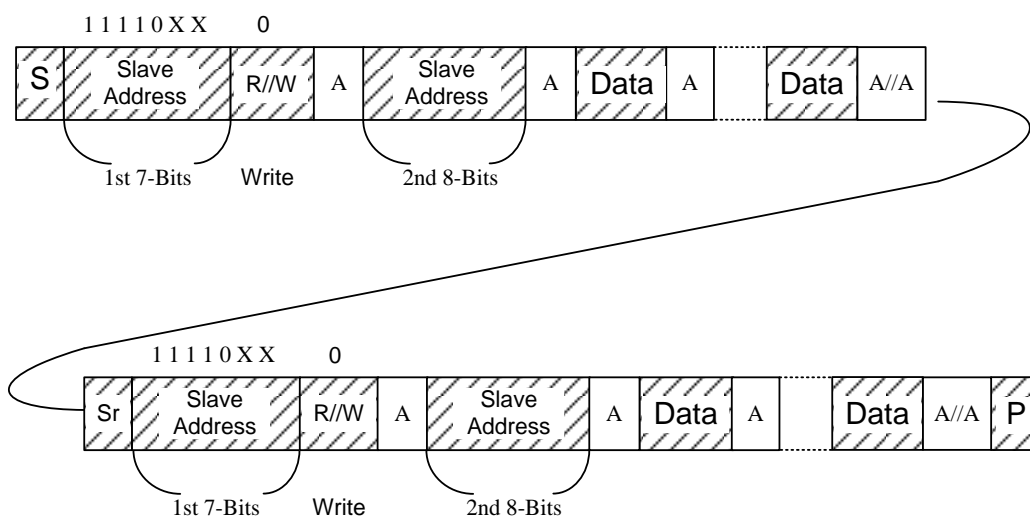 1 1 1 1 0 X X 0
S Slave Address R//W A Slave Address A Data A Data A//A
1st 7-Bits Write 2nd 8-Bits
1 1 1 1 0 X X 0
Sr Slave Address R//W A Slave Address A Data A Data A//A P
1st 7-Bits Write 2nd 8-Bits